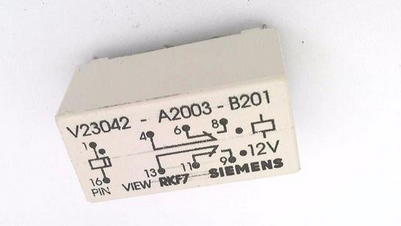 V23042 - A2003 - B201
1 4 6 8
16 13 11 9 12V
PIN VIEW RKF7 SIEMENS